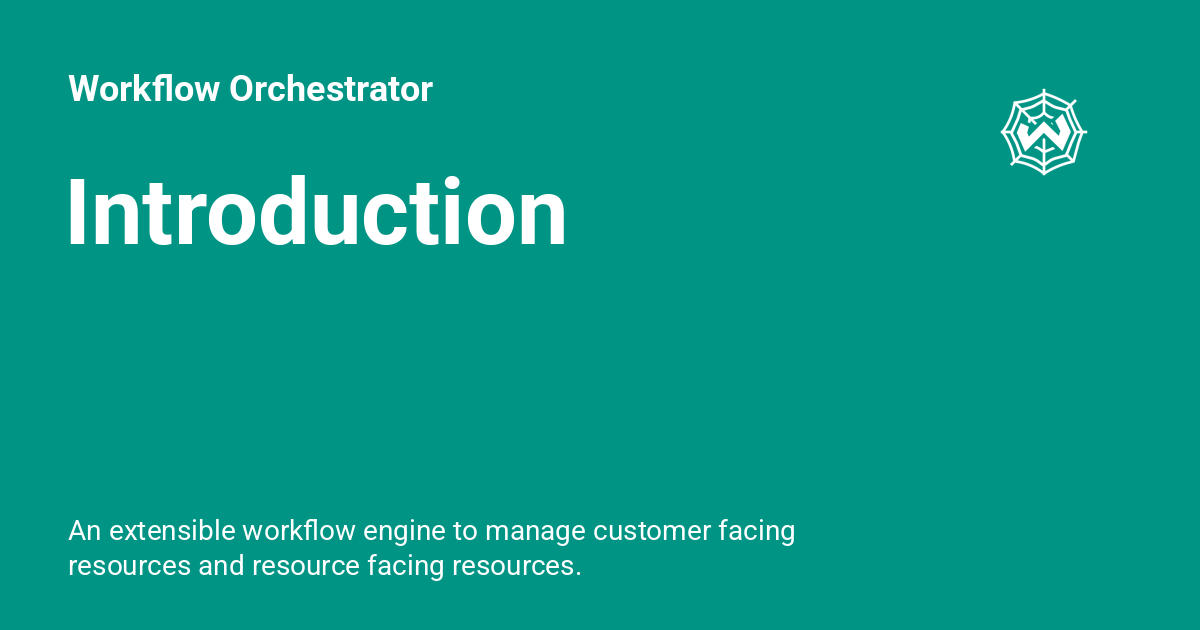 Workflow Orchestrator
Introduction
An extensible workflow engine to manage customer facing
resources and resource facing resources.
W